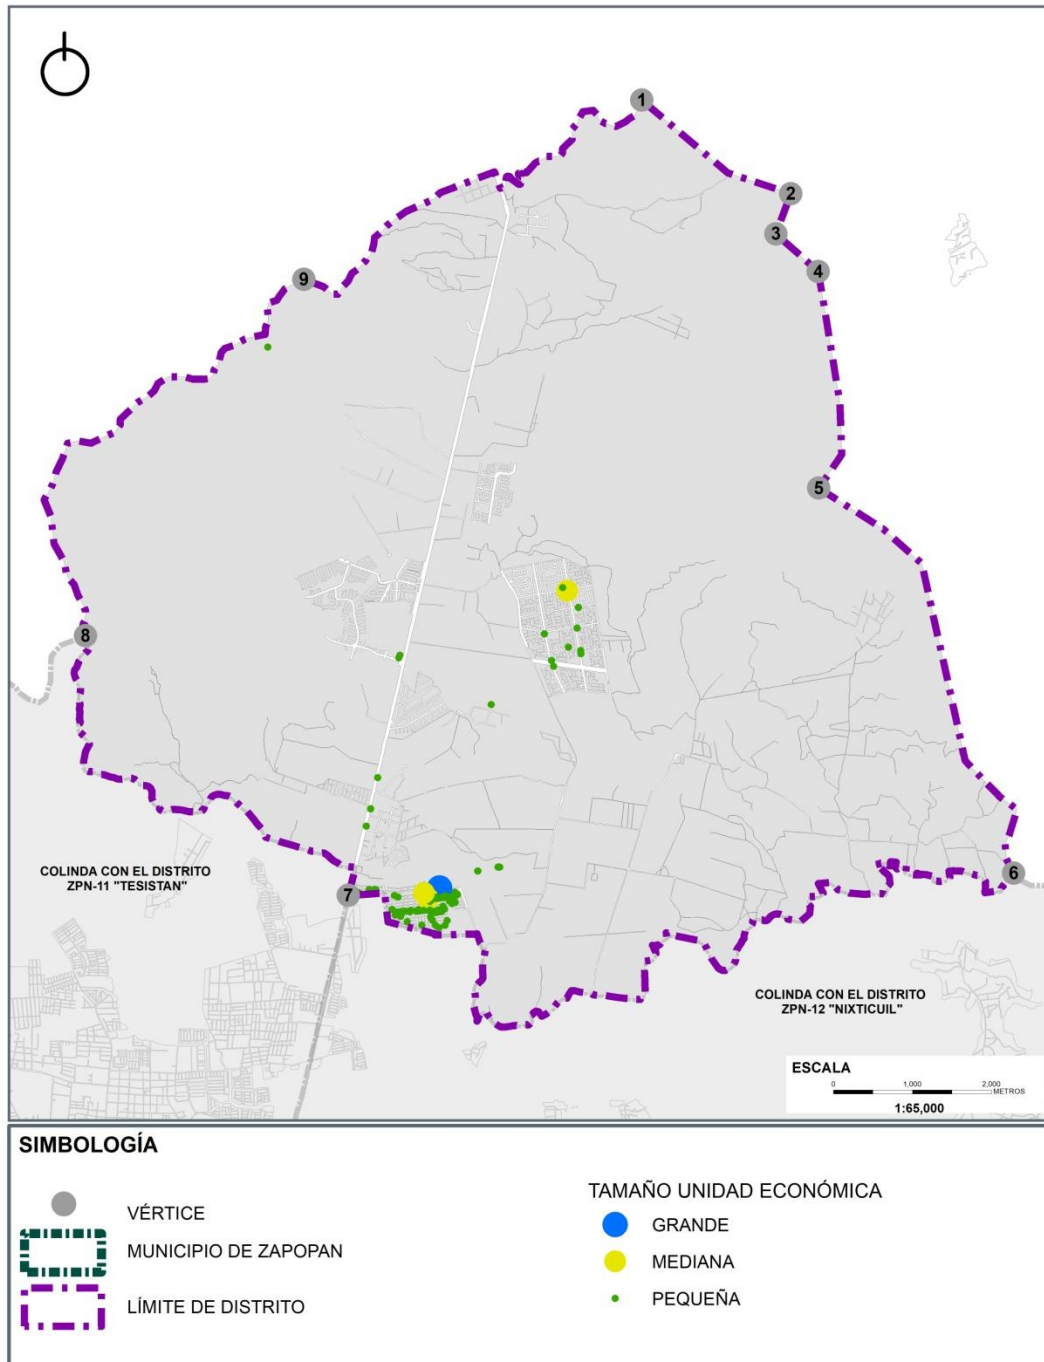 1
2
3
4
9
5
8
6
7
COLINDA CON EL DISTRITO
ZPN-11 "TESISTAN"
COLINDA CON EL DISTRITO
ZPN-12 "NIXTICUIL"
ESCALA
0 1,000 2,000
METROS
1:65,000
SIMBOLOGÍA
VÉRTICE
MUNICIPIO DE ZAPOPAN
LÍMITE DE DISTRITO
TAMAÑO UNIDAD ECONÓMICA
GRANDE
MEDIANA
PEQUEÑA